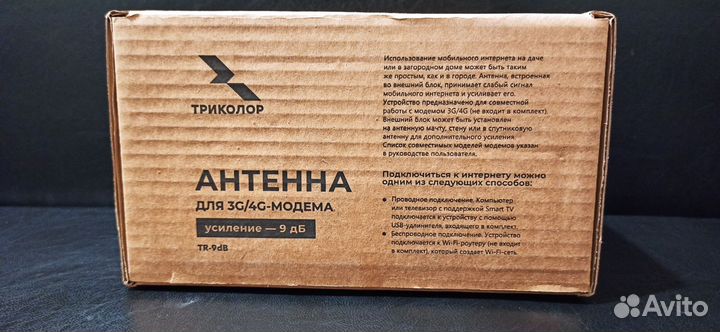 ТРИКОЛОР
АНТЕННА
ДЛЯ 3G/4G-МОДЕМА
усиление — 9 дБ
TR-9dB
Использование мобильного интернета на даче
или в загородном доме может быть таким
же простым, как и в городе. Антенна, встроенная
во внешний блок, принимает слабый сигнал
мобильного интернета и усиливает его.
Устройство предназначено для совместной
работы с модемом 3G/4G (не входит в комплект).
Внешний блок может быть установлен
на антенную мачту, стену или в спутниковую
антенну для дополнительного усиления.
Список совместимых моделей модемов указан
в руководстве пользователя.
Подключиться к интернету можно
одним из следующих способов:
• Проводное подключение. Компьютер
или телевизор с поддержкой Smart TV
подключается к устройству с помощью
USB-удлинителя, входящего в комплект.
• Беспроводное подключение. Устройство
подключается к Wi-Fi-роутеру (не входит
в комплект), который создает Wi-Fi-сеть.
Avito